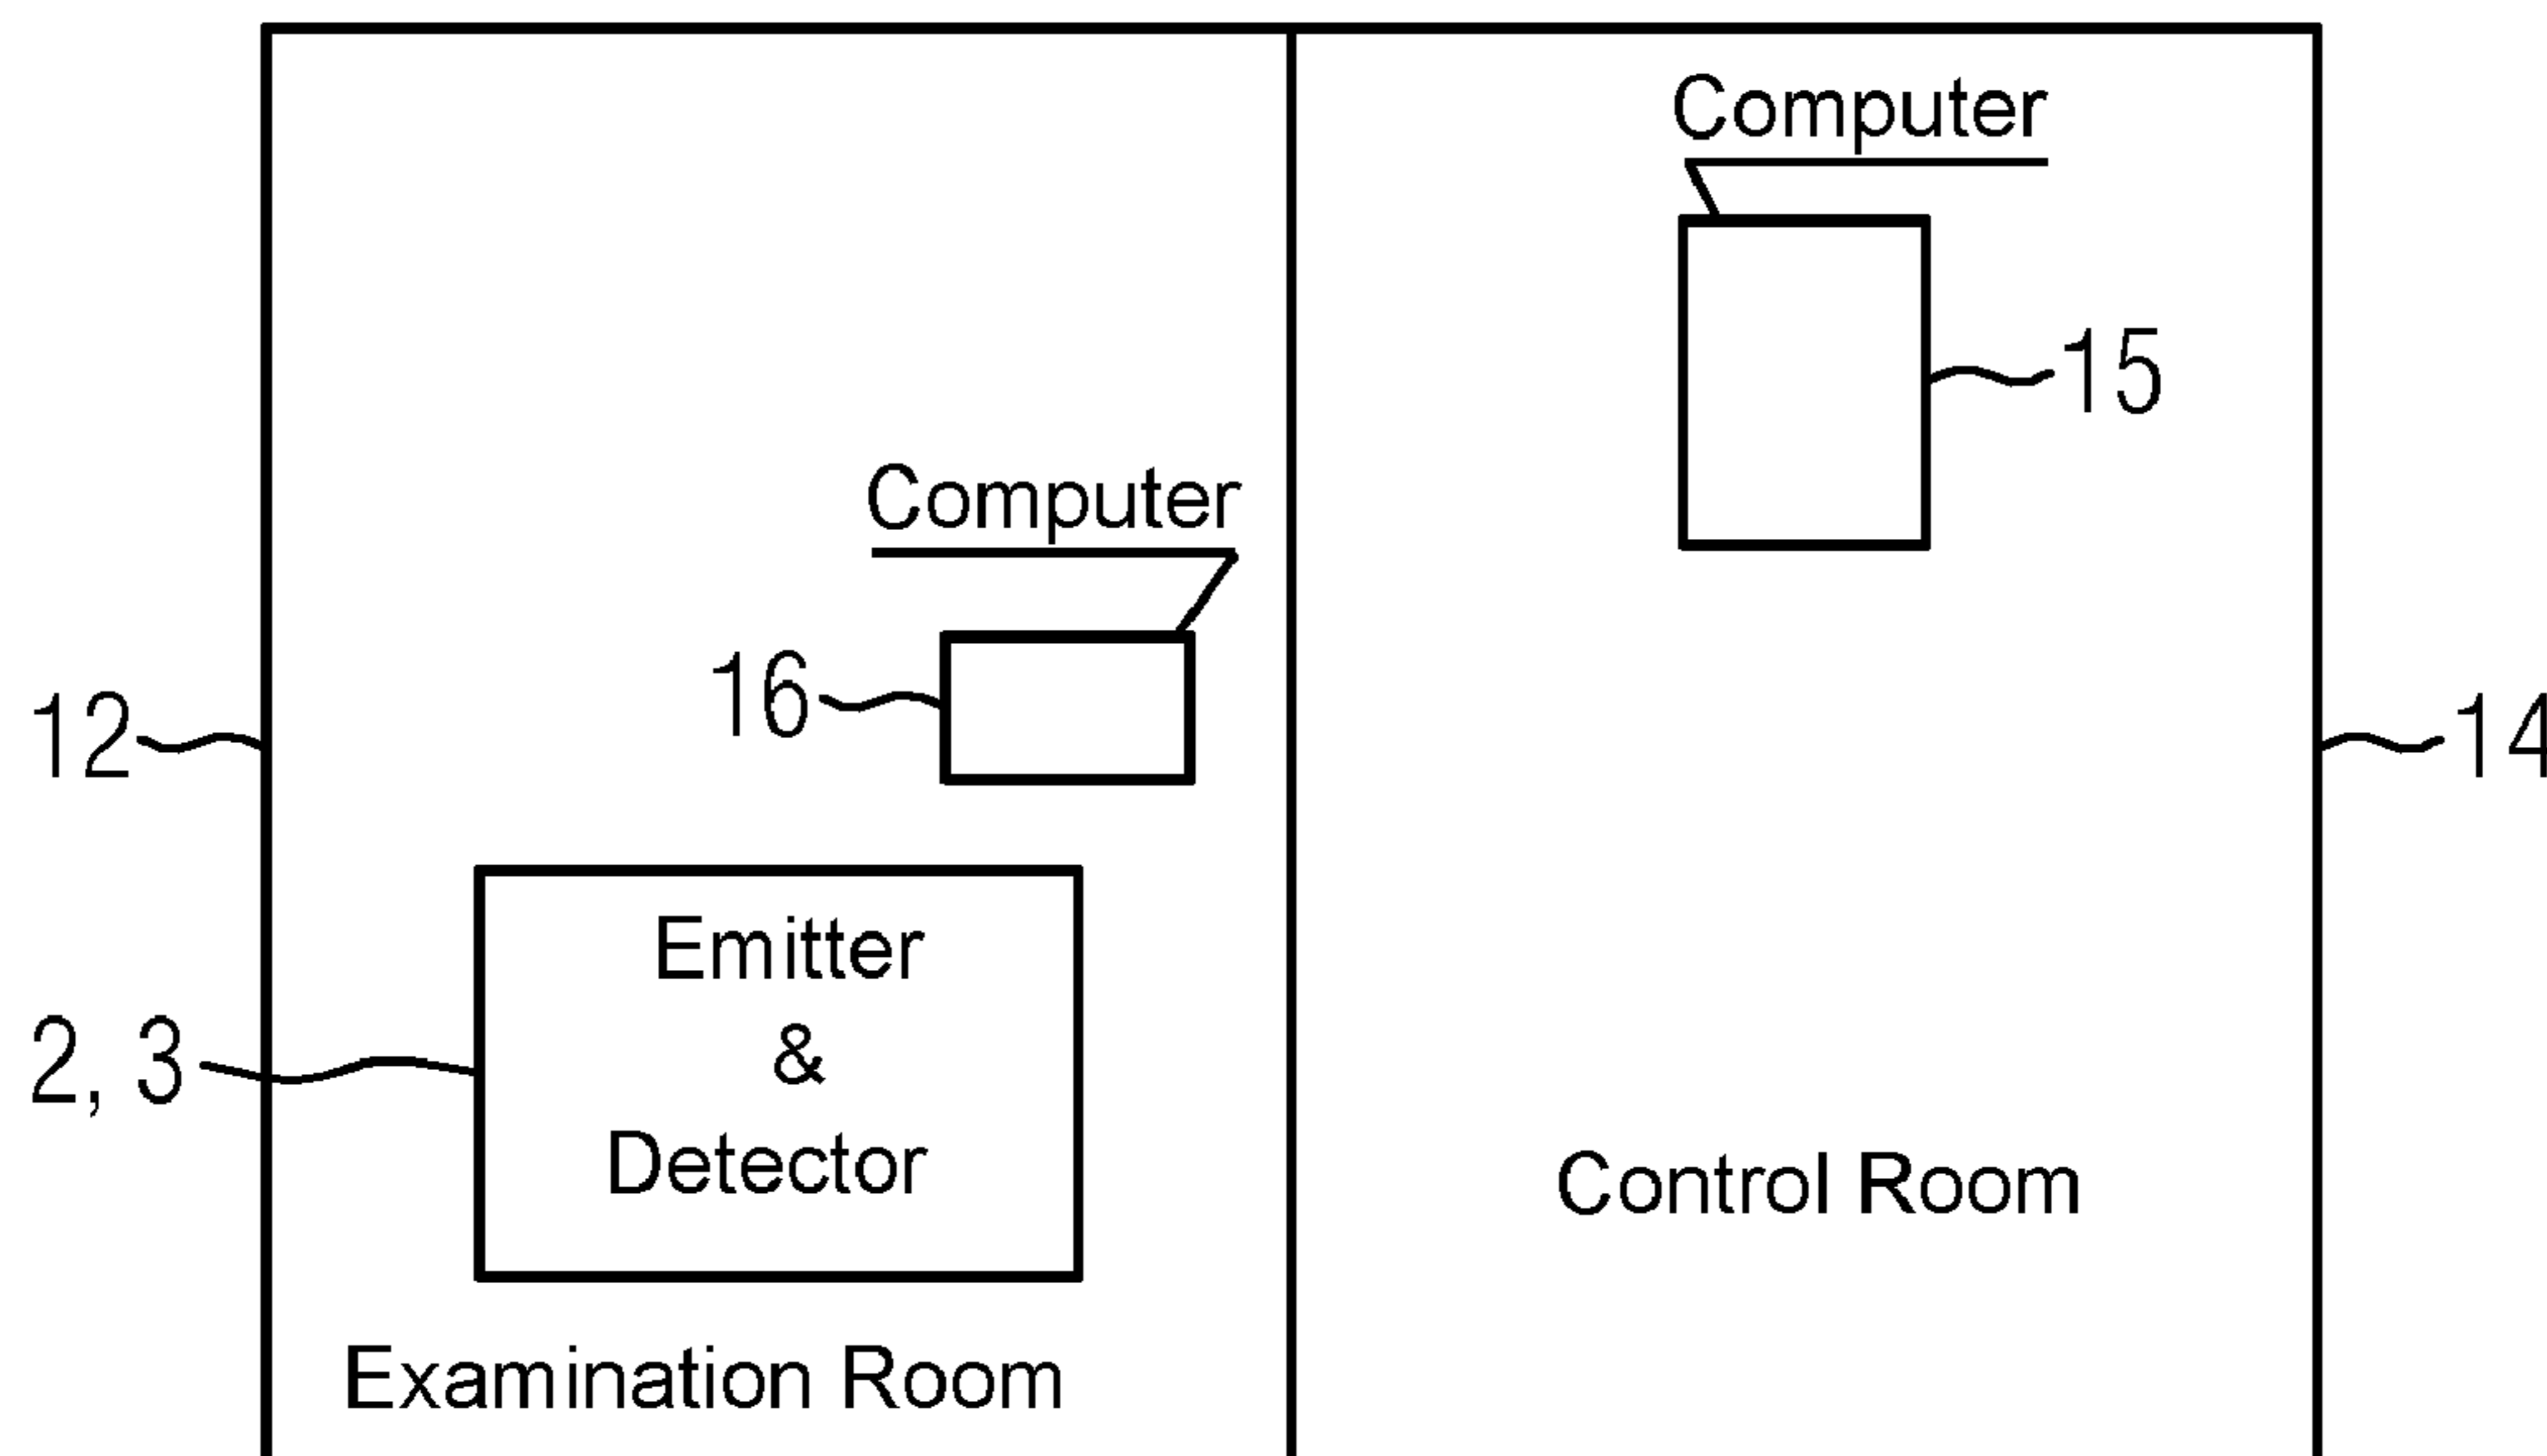 Computer
15
Computer
16
12
14
Emitter
&
Detector
2, 3
Control Room
Examination Room